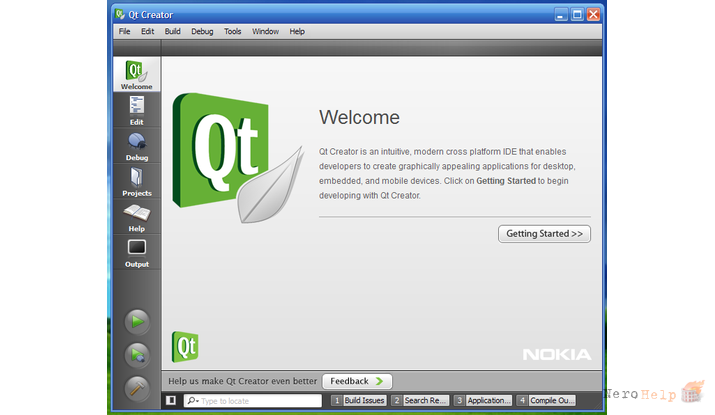 Qt Creator
File Edit Build Debug Tools Window Help
Qt
Welcome
Edit
Debug
Projects
Help
Output
Qt
Welcome
Qt Creator is an intuitive, modern cross platform IDE that enables
developers to create graphically appealing applications for desktop,
embedded, and mobile devices. Click on Getting Started to begin
developing with Qt Creator.
Getting Started >>
Qt
NOKIA
Help us make Qt Creator even better Feedback
Type to locate 1 Build Issues 2 Search Re... 3 Application... 4 Compile Ou...
NeroHelp